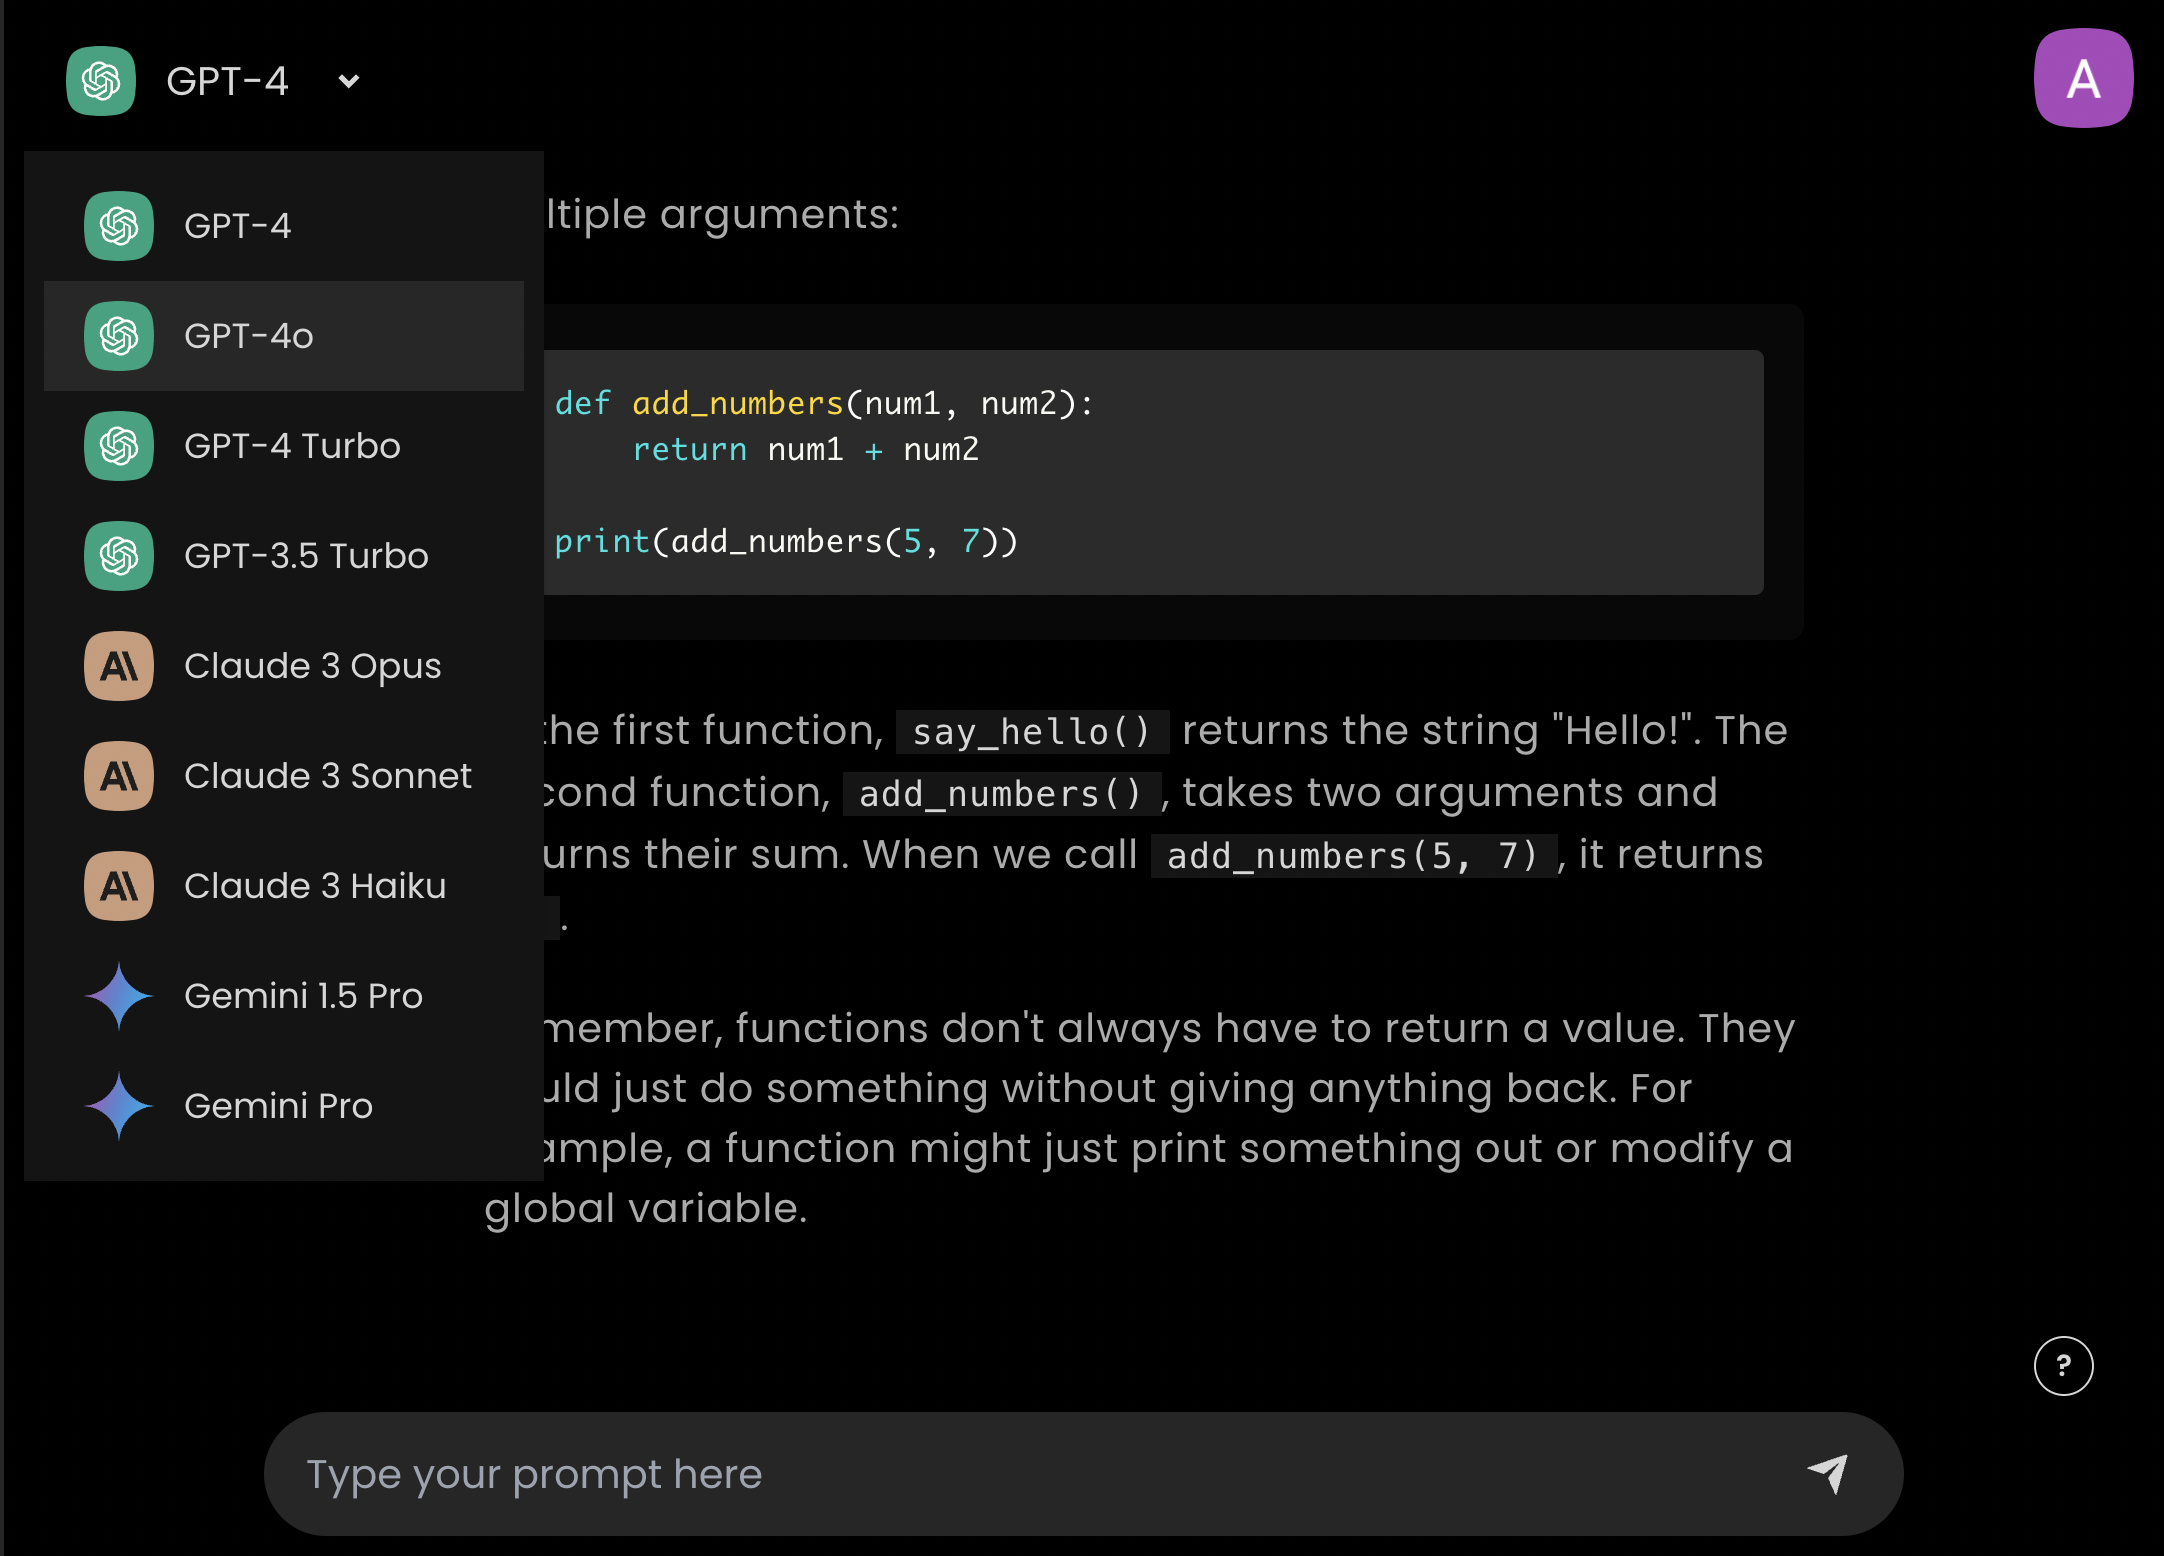 GPT-4
A
GPT-4
GPT-4o
GPT-4 Turbo
GPT-3.5 Turbo
Claude 3 Opus
Claude 3 Sonnet
Claude 3 Haiku
Gemini 1.5 Pro
Gemini Pro
ltiple arguments:
def add_numbers(num1, num2):
    return num1 + num2
print(add_numbers(5, 7))
the first function, say_hello() returns the string "Hello!". The
cond function, add_numbers(), takes two arguments and
urns their sum. When we call add_numbers(5, 7), it returns
.
member, functions don't always have to return a value. They
uld just do something without giving anything back. For
ample, a function might just print something out or modify a
global variable.
?
Type your prompt here